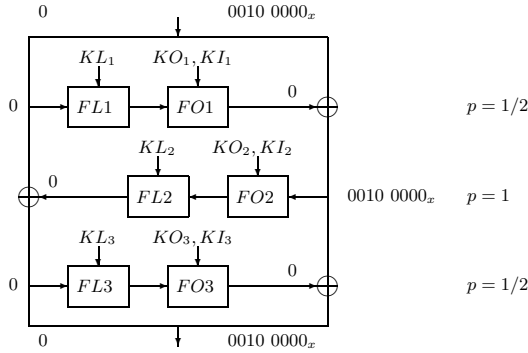 0 0010 0000ₓ
KL₁ KO₁, KI₁
0 FL1 FO1 0 p = 1/2
KL₂ KO₂, KI₂
0 FL2 FO2 0010 0000ₓ p = 1
KL₃ KO₃, KI₃
0 FL3 FO3 0 p = 1/2
0 0010 0000ₓ